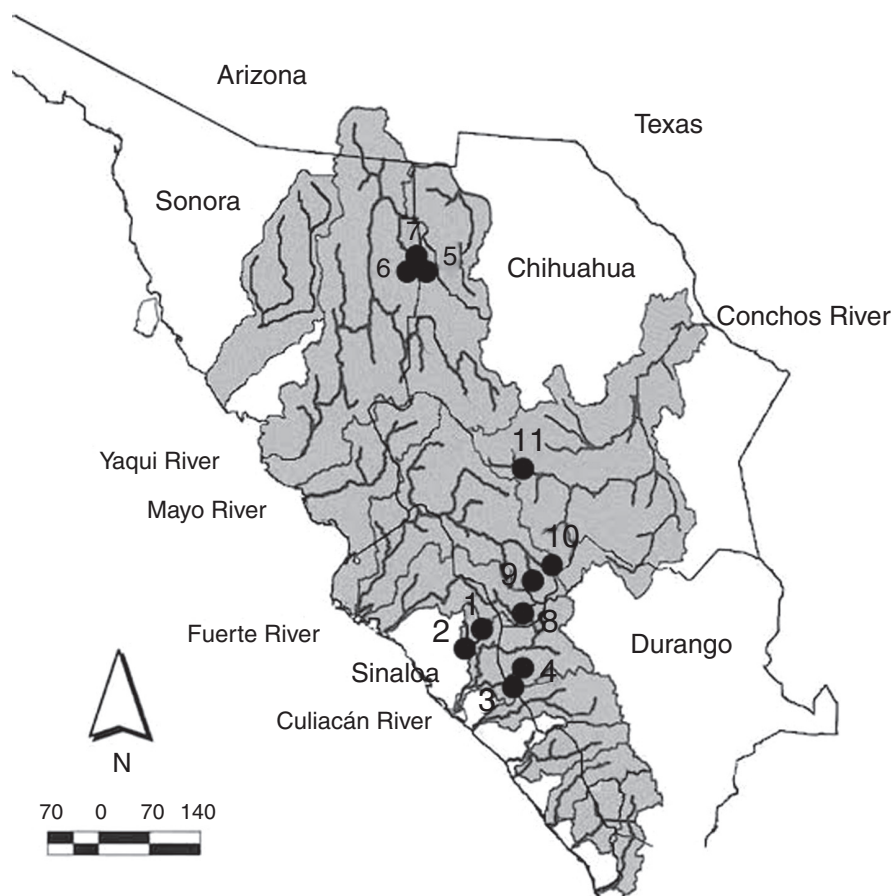 Arizona
Texas
Sonora
7
6
5
Chihuahua
Conchos River
11
Yaqui River
Mayo River
10
9
1
8
2
Fuerte River
Durango
Sinaloa
4
3
Culiacán River
N
70 0 70 140